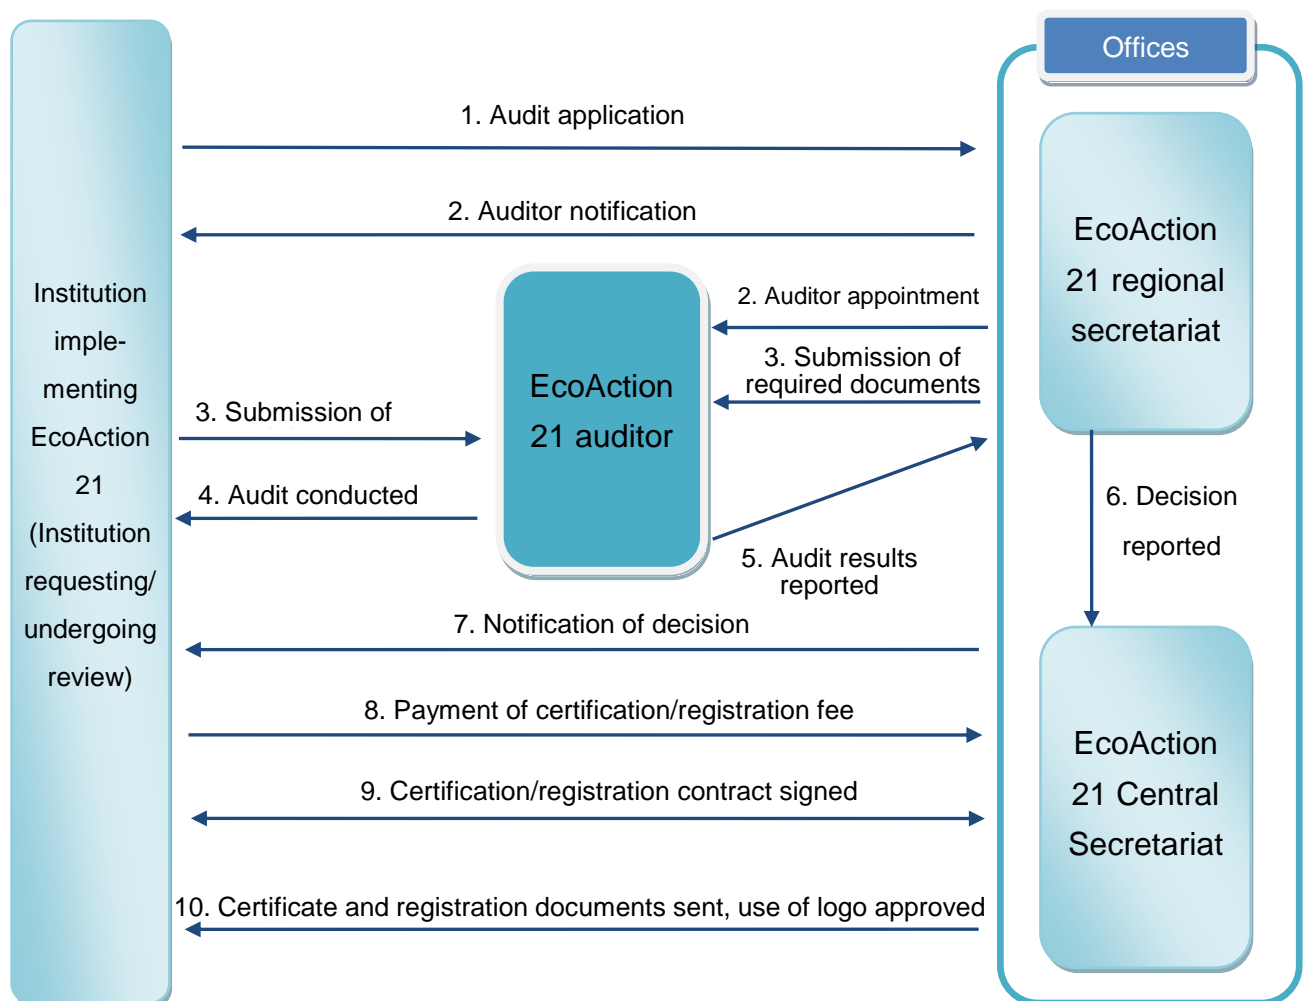 Offices
1. Audit application
2. Auditor notification
EcoAction
21 regional
secretariat
Institution
imple-
menting
EcoAction
21
(Institution
requesting/
undergoing
review)
2. Auditor appointment
3. Submission of
required documents
EcoAction
21 auditor
3. Submission of
4. Audit conducted
5. Audit results
reported
6. Decision
reported
7. Notification of decision
8. Payment of certification/registration fee
EcoAction
21 Central
Secretariat
9. Certification/registration contract signed
10. Certificate and registration documents sent, use of logo approved